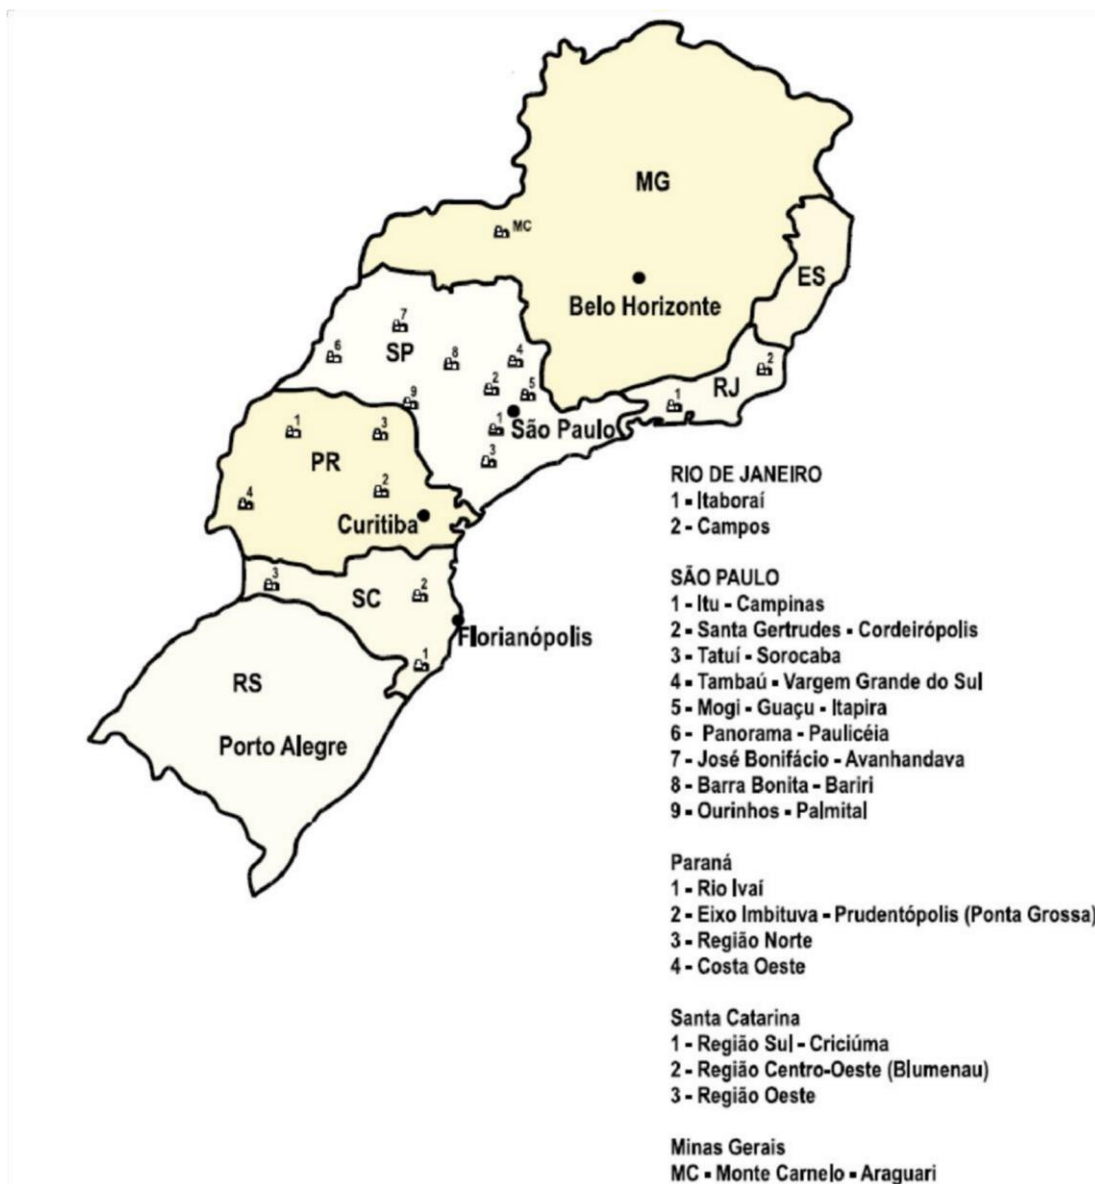 MG
MC
ES
Belo Horizonte
7
SP
6
8
4
2
5
9
RJ
2
1
1
São Paulo
3
1
3
PR
2
4
Curitiba
3
SC
2
Florianópolis
1
RS
Porto Alegre
RIO DE JANEIRO
1 - Itaboraí
2 - Campos
SÃO PAULO
1 - Itu - Campinas
2 - Santa Gertrudes - Cordeirópolis
3 - Tatuí - Sorocaba
4 - Tambaú - Vargem Grande do Sul
5 - Mogi - Guaçu - Itapira
6 - Panorama - Paulicéia
7 - José Bonifácio - Avanhandava
8 - Barra Bonita - Bariri
9 - Ourinhos - Palmital
Paraná
1 - Rio Ivaí
2 - Eixo Imbituva - Prudentópolis (Ponta Grossa)
3 - Região Norte
4 - Costa Oeste
Santa Catarina
1 - Região Sul - Criciúma
2 - Região Centro-Oeste (Blumenau)
3 - Região Oeste
Minas Gerais
MC - Monte Carnelo - Araguari